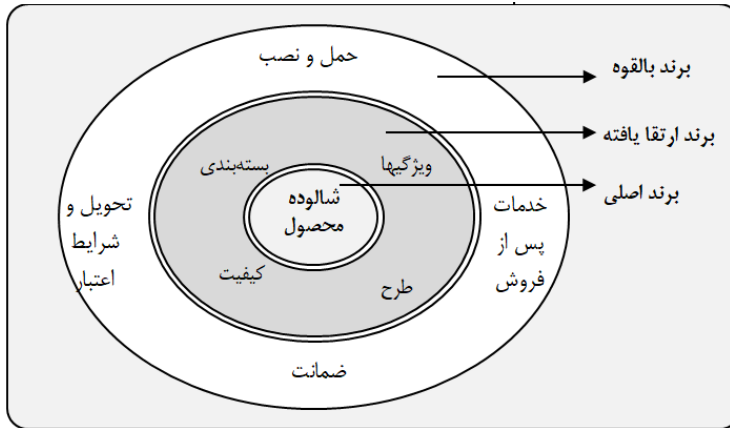 حمل و نصب
برند بالقوه
برند ارتقا یافته
ویژگیها
بسته‌بندی
برند اصلی
شالوده
محصول
خدمات
پس از
فروش
تحویل و
شرایط
اعتبار
کیفیت
طرح
ضمانت